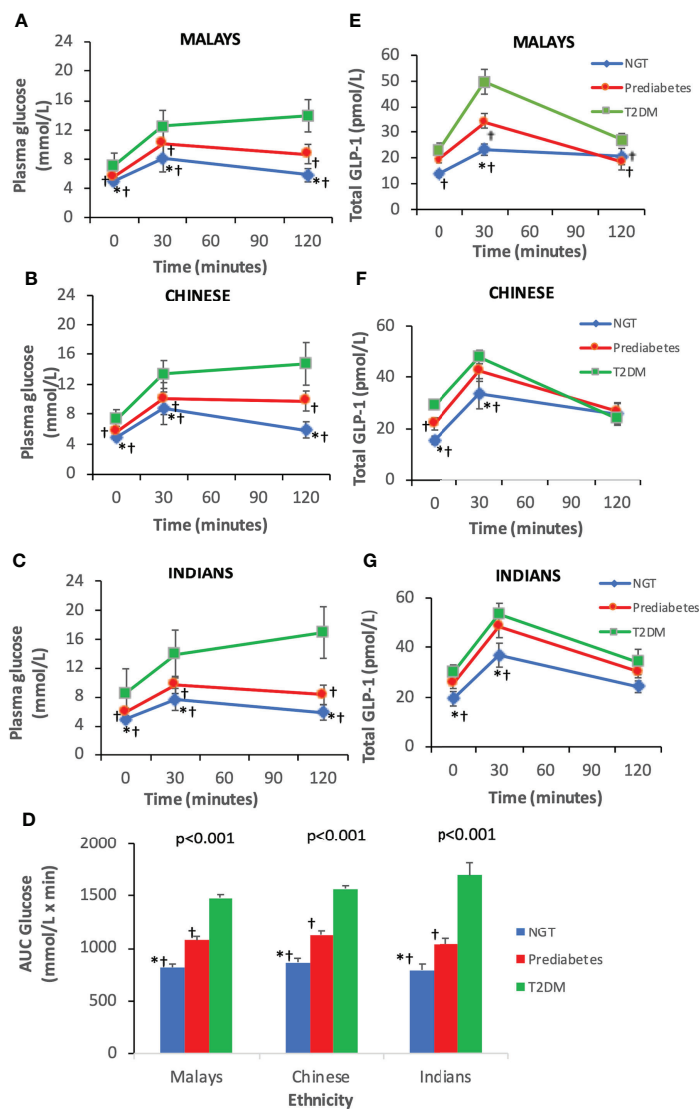 A
MALAYS
Plasma glucose
(mmol/L)
24
20
16
12
8
4
0
† *† † *† † *†
0 30 60 90 120
Time (minutes)
E
MALAYS
Total GLP-1 (pmol/L)
60
50
40
30
20
10
0
NGT
Prediabetes
T2DM
† † *† † †
0 30 60 90 120
Time (minutes)
B
CHINESE
Plasma glucose
(mmol/L)
24
20
16
12
8
4
0
† *† † *† † *†
0 30 60 90 120
Time (minutes)
F
CHINESE
Total GLP-1 (pmol/L)
60
40
20
0
NGT
Prediabetes
T2DM
† *† *†
0 30 60 90 120
Time (minutes)
C
INDIANS
Plasma glucose
(mmol/L)
24
20
16
12
8
4
0
† *† † *† † *†
0 30 60 90 120
Time (minutes)
G
INDIANS
Total GLP-1 (pmol/L)
60
40
20
0
NGT
Prediabetes
T2DM
*† *†
0 30 60 90 120
Time (minutes)
D
AUC Glucose
(mmol/L x min)
2000
1500
1000
500
0
p<0.001 p<0.001 p<0.001
*† † *† † *† †
NGT
Prediabetes
T2DM
Malays Chinese Indians
Ethnicity